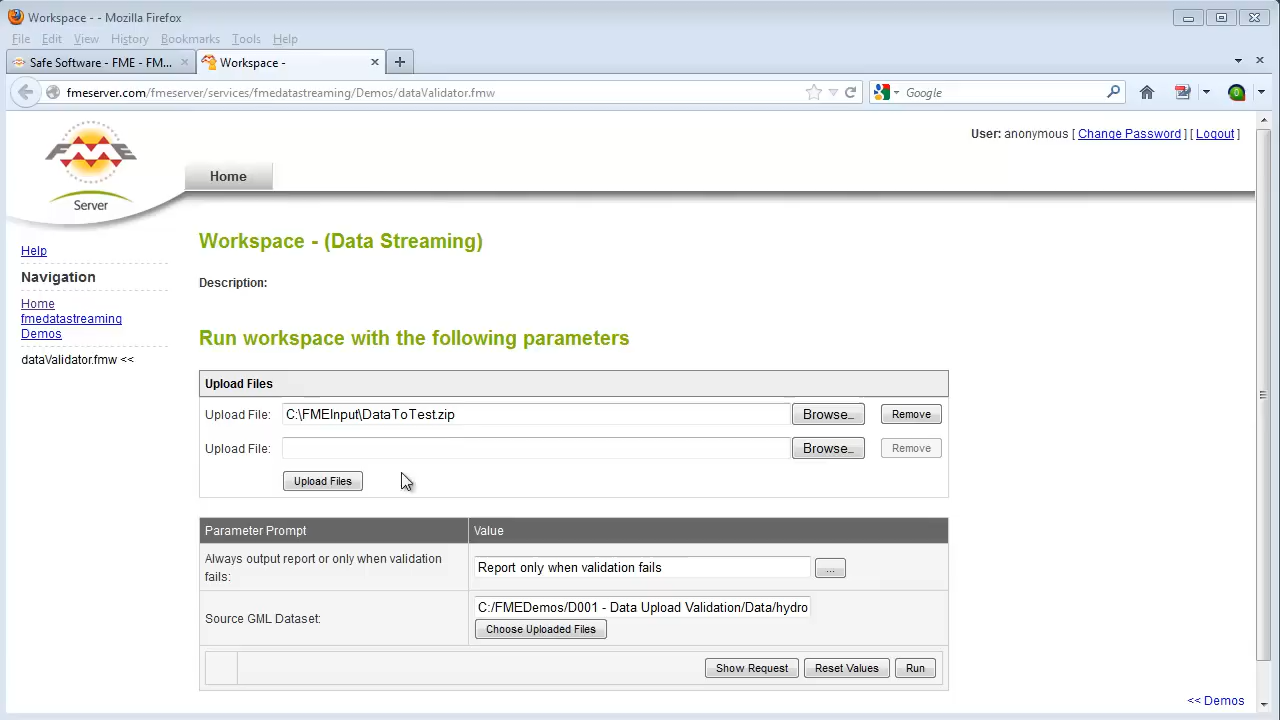 Workspace - - Mozilla Firefox
File Edit View History Bookmarks Tools Help
Safe Software - FME - FM... Workspace -
fmeserver.com/fmeserver/services/fmedatastreaming/Demos/dataValidator.fmw Google 0
User: anonymous [ Change Password ] [ Logout ]
FME
Home
Server
Help
Navigation
Home
fmedatastreaming
Demos
dataValidator.fmw <<
Workspace - (Data Streaming)
Description:
Run workspace with the following parameters
Upload Files
Upload File: C:\FMEInput\DataToTest.zip Browse... Remove
Upload File: Browse... Remove
Upload Files
Parameter Prompt Value
Always output report or only when validation
fails:
Report only when validation fails ...
Source GML Dataset:
C:/FMEDemos/D001 - Data Upload Validation/Data/hydro
Choose Uploaded Files
Show Request Reset Values Run
<< Demos